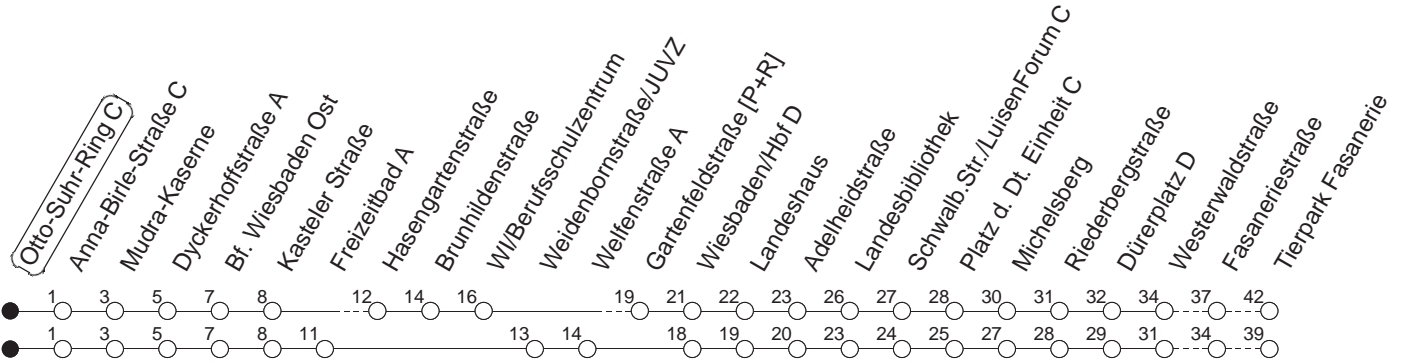 Otto-Suhr-Ring C
Anna-Birle-Straße C
Mudra-Kaserne
Dyckerhoffstraße A
Bf. Wiesbaden Ost
Kasteler Straße
Freizeitbad A
Hasengartenstraße
Brunhildenstraße
WI/Berufsschulzentrum
Weidenbornstraße/JUVZ
Welfenstraße A
Gartenfeldstraße [P+R]
Wiesbaden/Hbf D
Landeshaus
Adelheidstraße
Landesbibliothek
Schwalb.Str./LuisenForum C
Platz d. Dt. Einheit C
Michelsberg
Riederbergstraße
Dürerplatz D
Westerwaldstraße
Fasaneriestraße
Tierpark Fasanerie
1 3 5 7 8 12 14 16 19 21 22 23 26 27 28 30 31 32 34 37 42
1 3 5 7 8 11 13 14 18 19 20 23 24 25 27 28 29 31 34 39